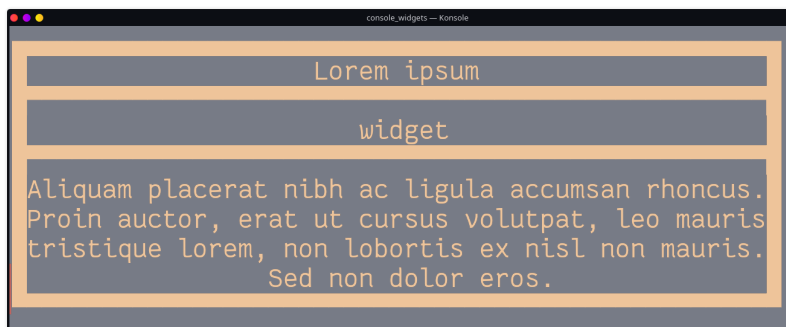 console_widgets — Konsole
Lorem ipsum
widget
Aliquam placerat nibh ac ligula accumsan rhoncus.
Proin auctor, erat ut cursus volutpat, leo mauris
tristique lorem, non lobortis ex nisl non mauris.
Sed non dolor eros.